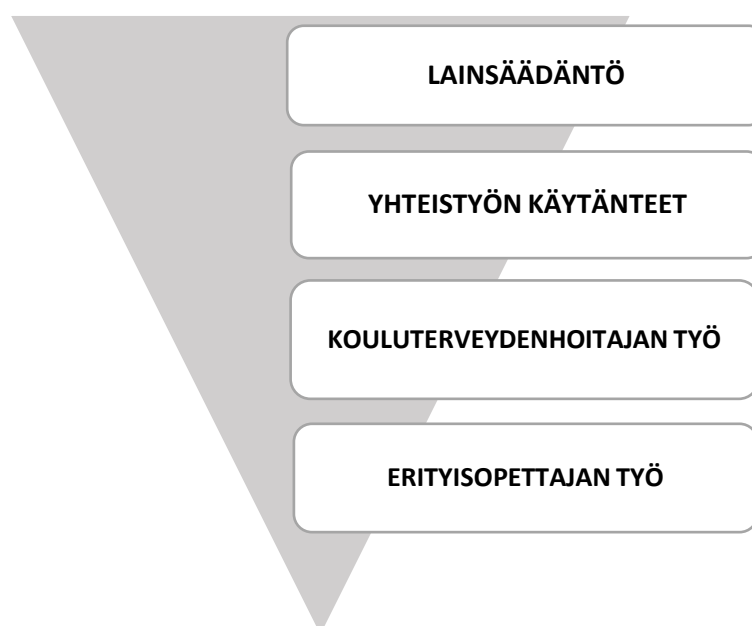 LAINSÄÄDÄNTÖ
YHTEISTYÖN KÄYTÄNTEET
KOULUTERVEYDENHOITAJAN TYÖ
ERITYISOPETTAJAN TYÖ